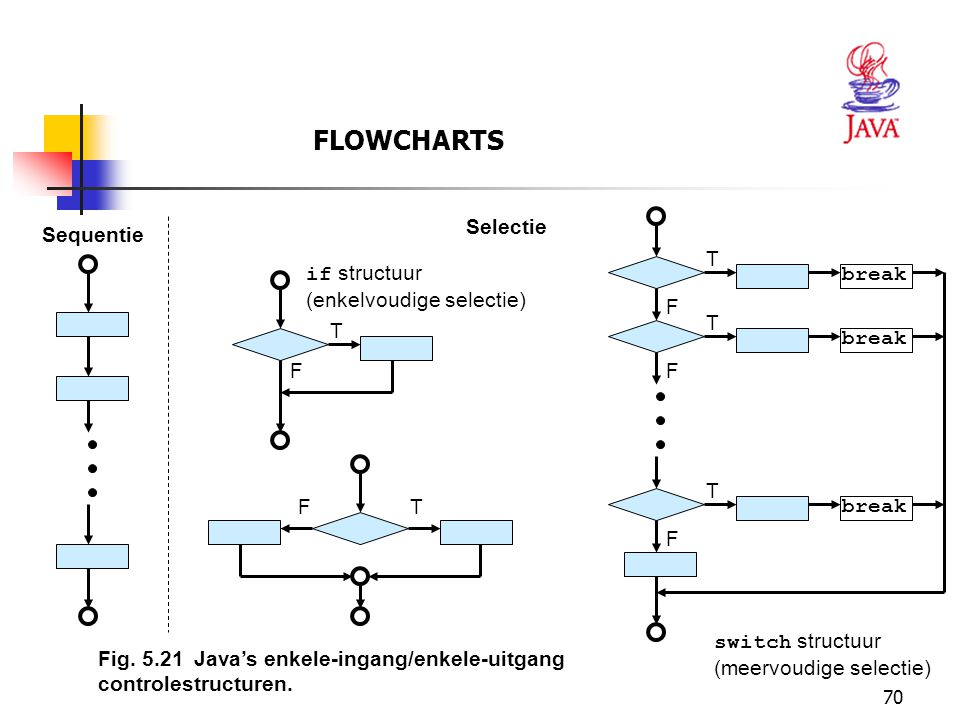 JAVA™
FLOWCHARTS
Sequentie
Selectie
if structuur
(enkelvoudige selectie)
T
F
F
T
T
break
F
T
break
F
T
break
F
switch structuur
(meervoudige selectie)
Fig. 5.21 Java’s enkele-ingang/enkele-uitgang
controlestructuren.
70